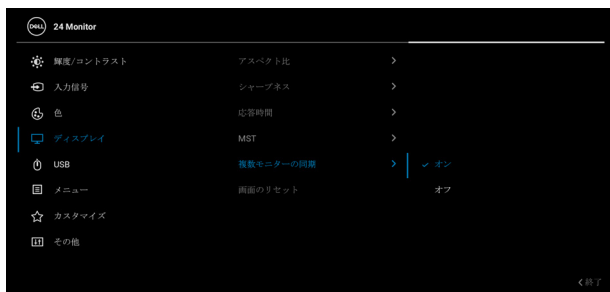 DELL 24 Monitor
輝度/コントラスト アスペクト比
入力信号 シャープネス
色 応答時間
ディスプレイ MST
USB 複数モニターの同期 オン
メニュー 画面のリセット オフ
カスタマイズ
その他
終了